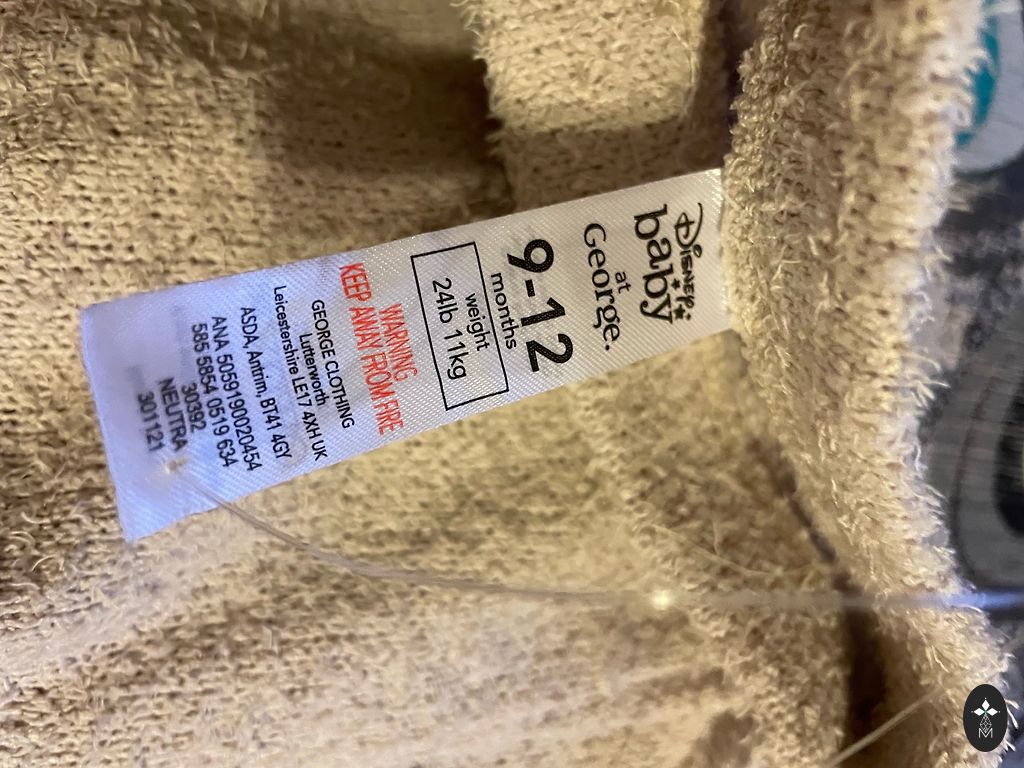 Disney
baby
at
George.
9-12
months
weight
24lb 11kg
WARNING
KEEP AWAY FROM FIRE
GEORGE CLOTHING
Lutterworth
Leicestershire LE17 4XH UK
ASDA, Antrim, BT41 4GY
ANA 5059190020454
585 5854 0519 634
30392
NEUTRA
301121
M